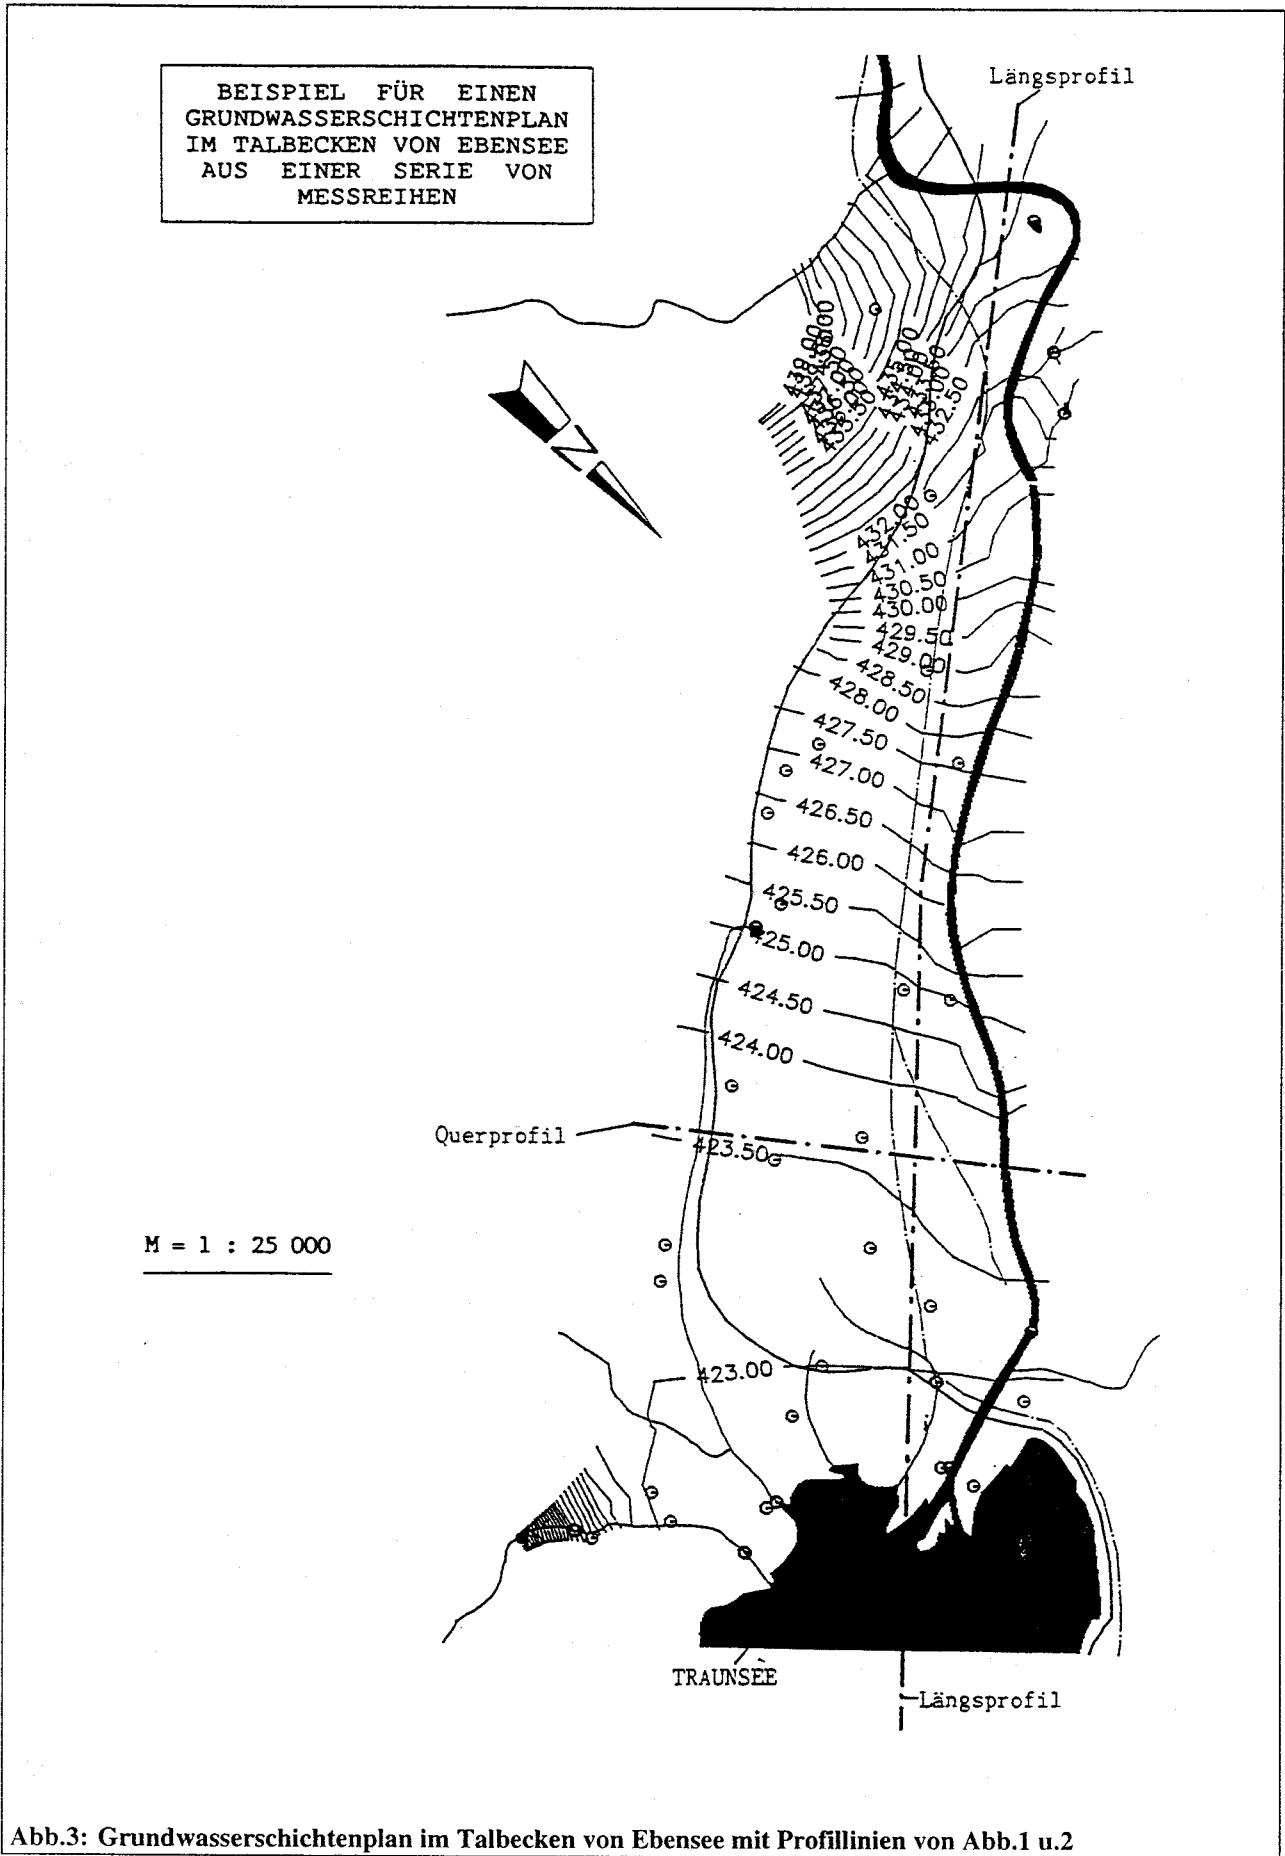 BEISPIEL FÜR EINEN
GRUNDWASSERSCHICHTENPLAN
IM TALBECKEN VON EBENSEE
AUS EINER SERIE VON
MESSREIHEN
Längsprofil
N
439.00
432.50
432.00
431.50
431.00
430.50
430.00
429.50
429.00
428.50
428.00
427.50
427.00
426.50
426.00
425.50
425.00
424.50
424.00
Querprofil
423.50
M = 1 : 25 000
423.00
TRAUNSEE
Längsprofil
Abb.3: Grundwasserschichtenplan im Talbecken von Ebensee mit Profillinien von Abb.1 u.2